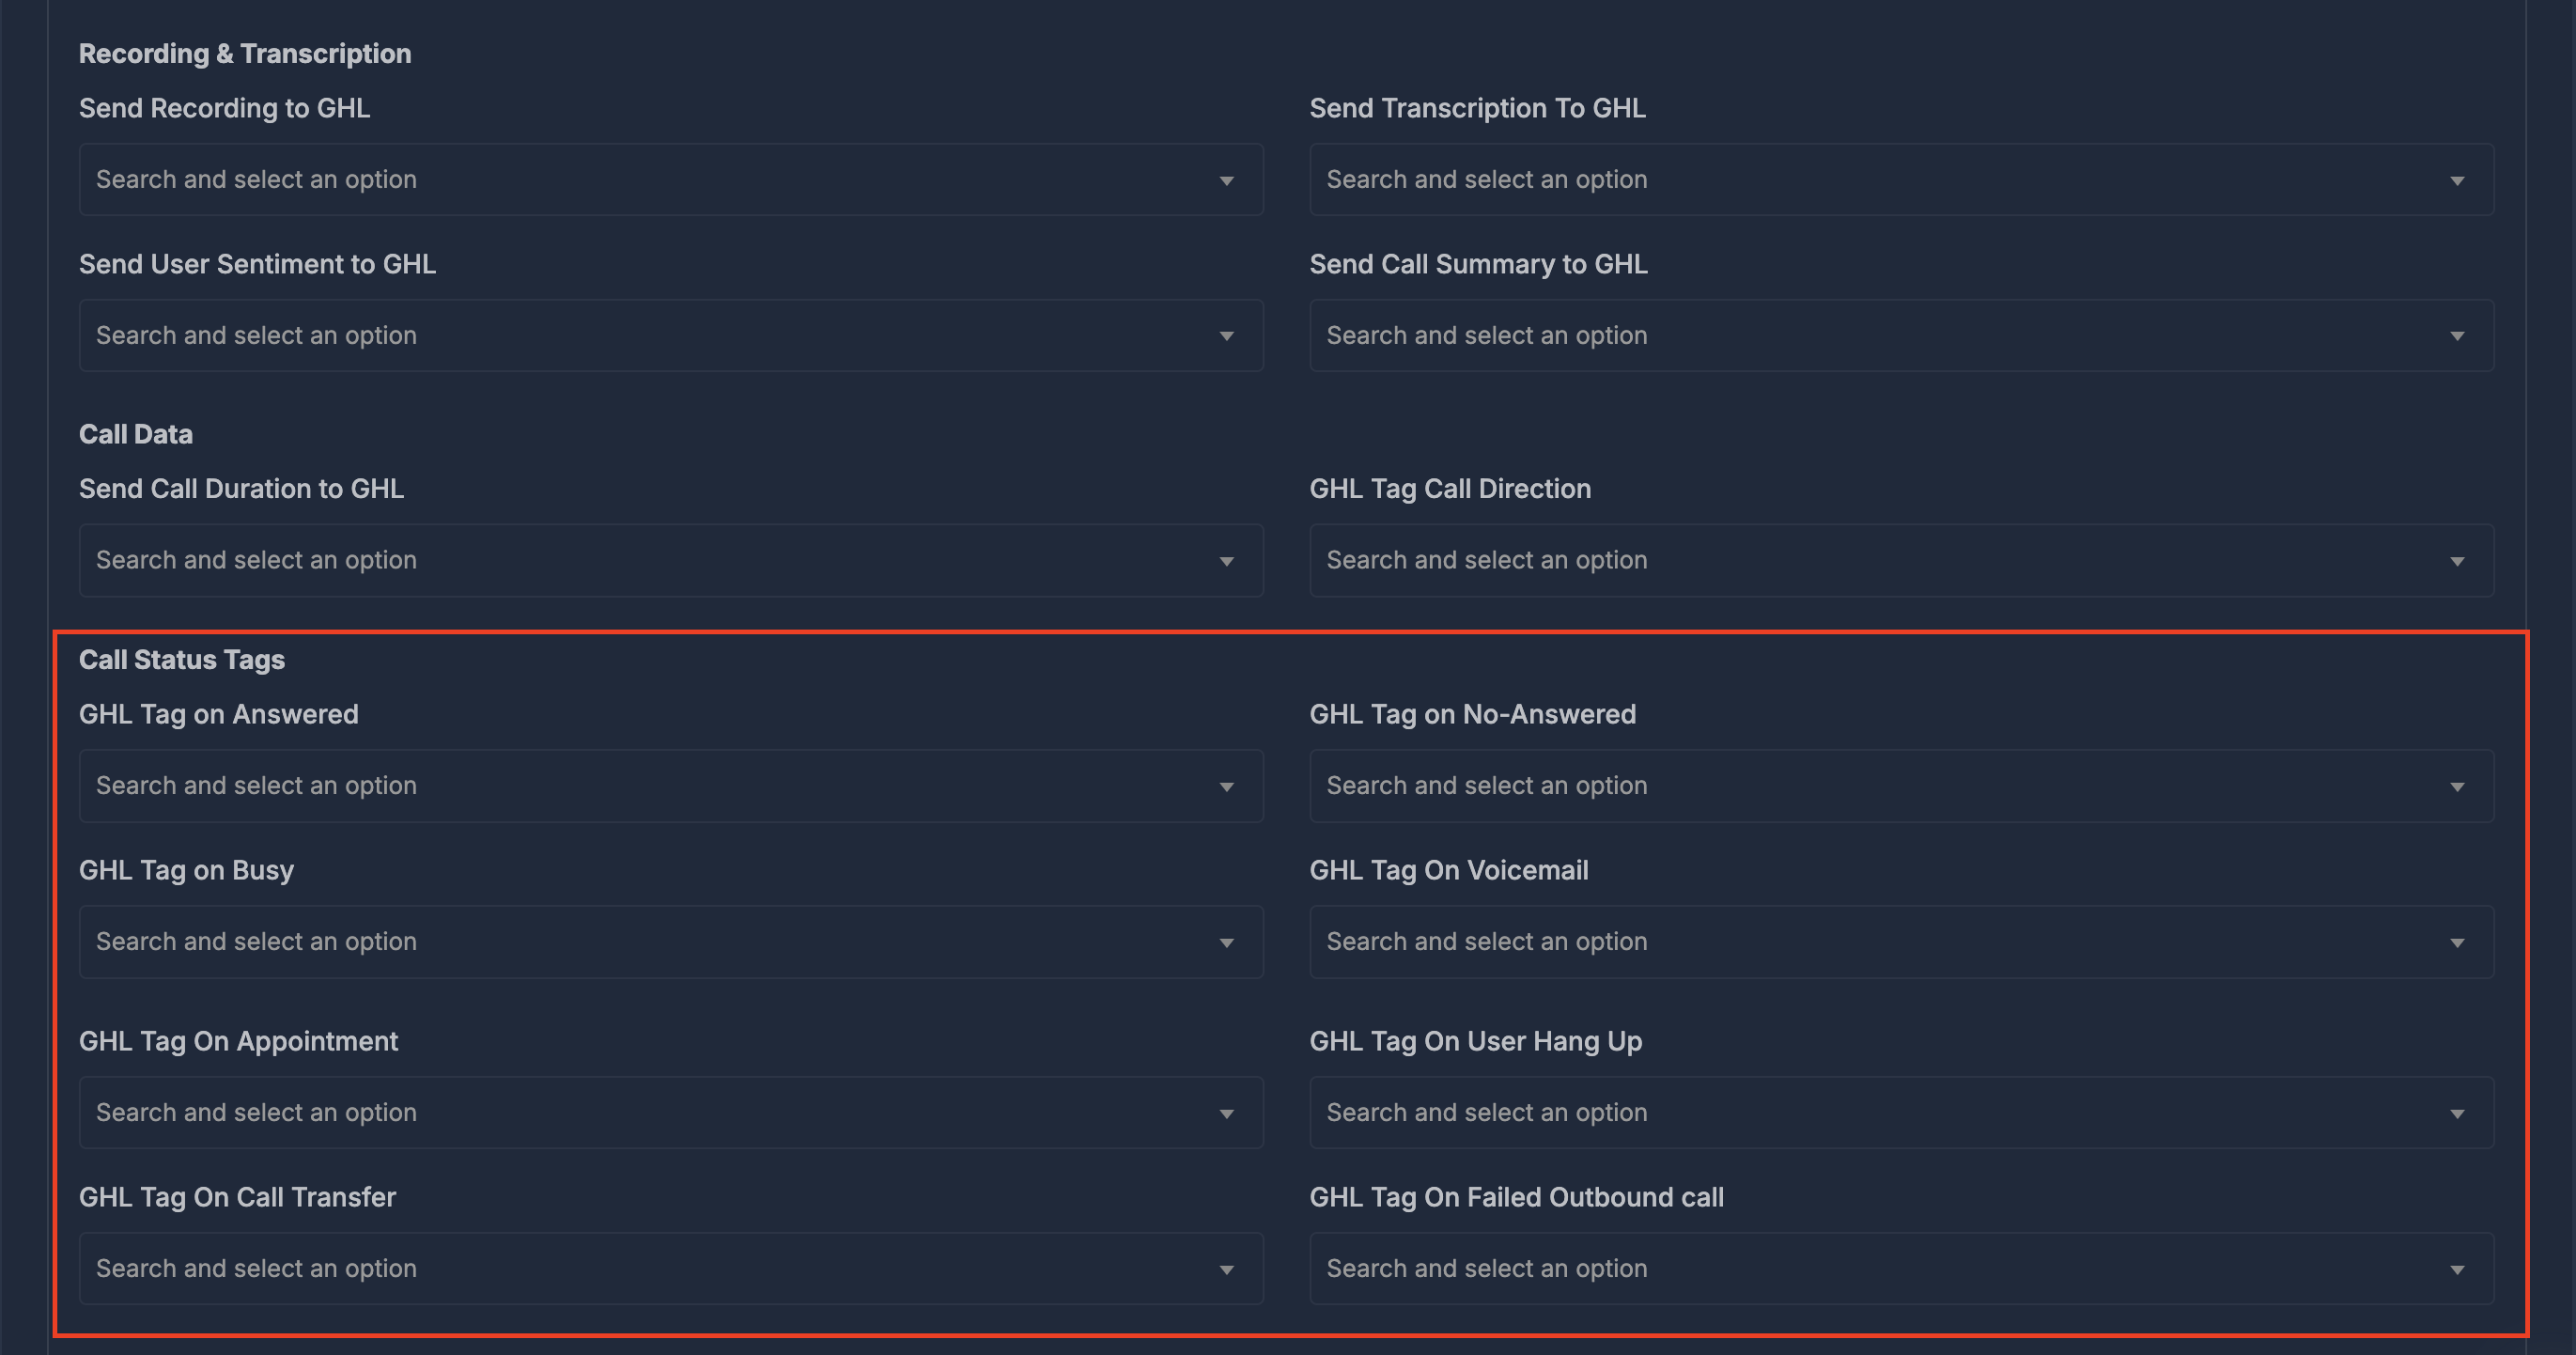 Recording & Transcription
Send Recording to GHL
Send Transcription To GHL
Search and select an option
Search and select an option
Send User Sentiment to GHL
Send Call Summary to GHL
Search and select an option
Search and select an option
Call Data
Send Call Duration to GHL
GHL Tag Call Direction
Search and select an option
Search and select an option
Call Status Tags
GHL Tag on Answered
GHL Tag on No-Answered
Search and select an option
Search and select an option
GHL Tag on Busy
GHL Tag On Voicemail
Search and select an option
Search and select an option
GHL Tag On Appointment
GHL Tag On User Hang Up
Search and select an option
Search and select an option
GHL Tag On Call Transfer
GHL Tag On Failed Outbound call
Search and select an option
Search and select an option